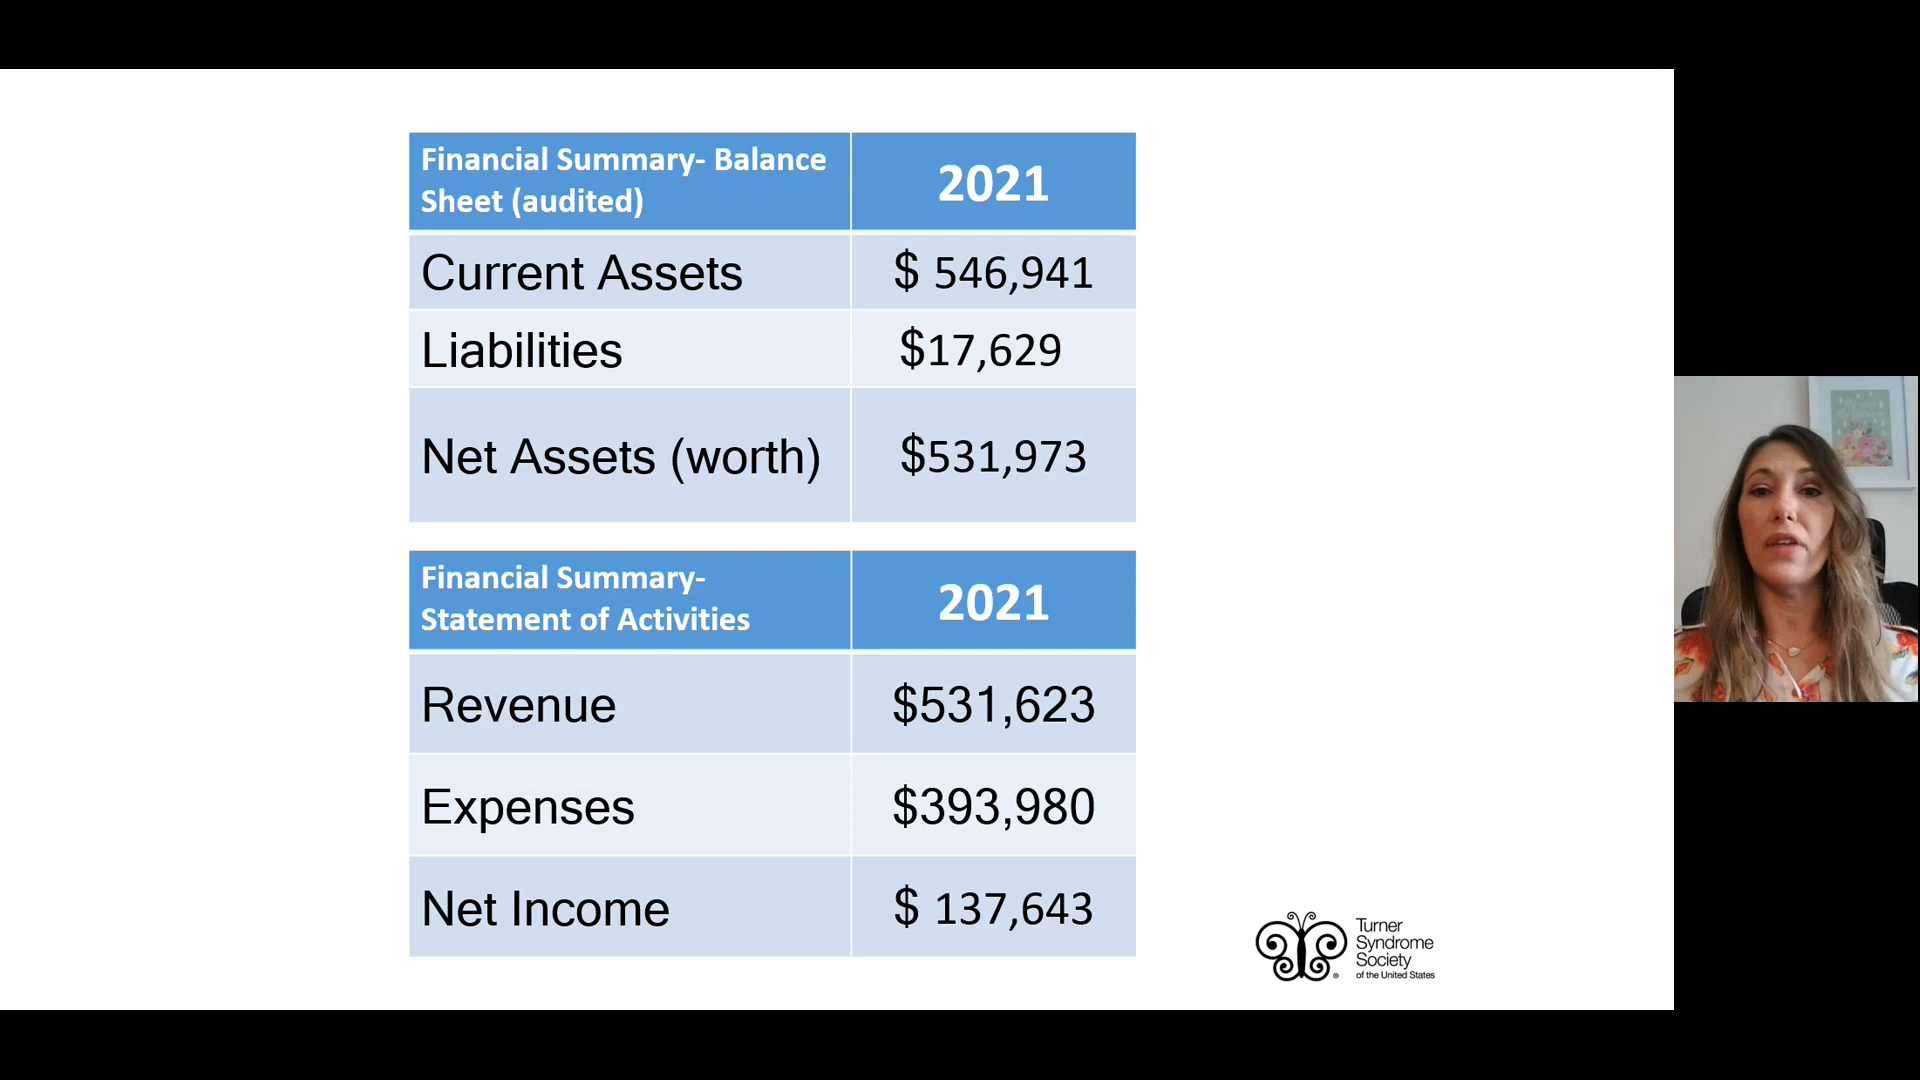 Financial Summary- Balance
Sheet (audited)
2021
Current Assets
$ 546,941
Liabilities
$17,629
Net Assets (worth)
$531,973
Financial Summary-
Statement of Activities
2021
Revenue
$531,623
Expenses
$393,980
Net Income
$ 137,643
Turner
Syndrome
Society
of the United States